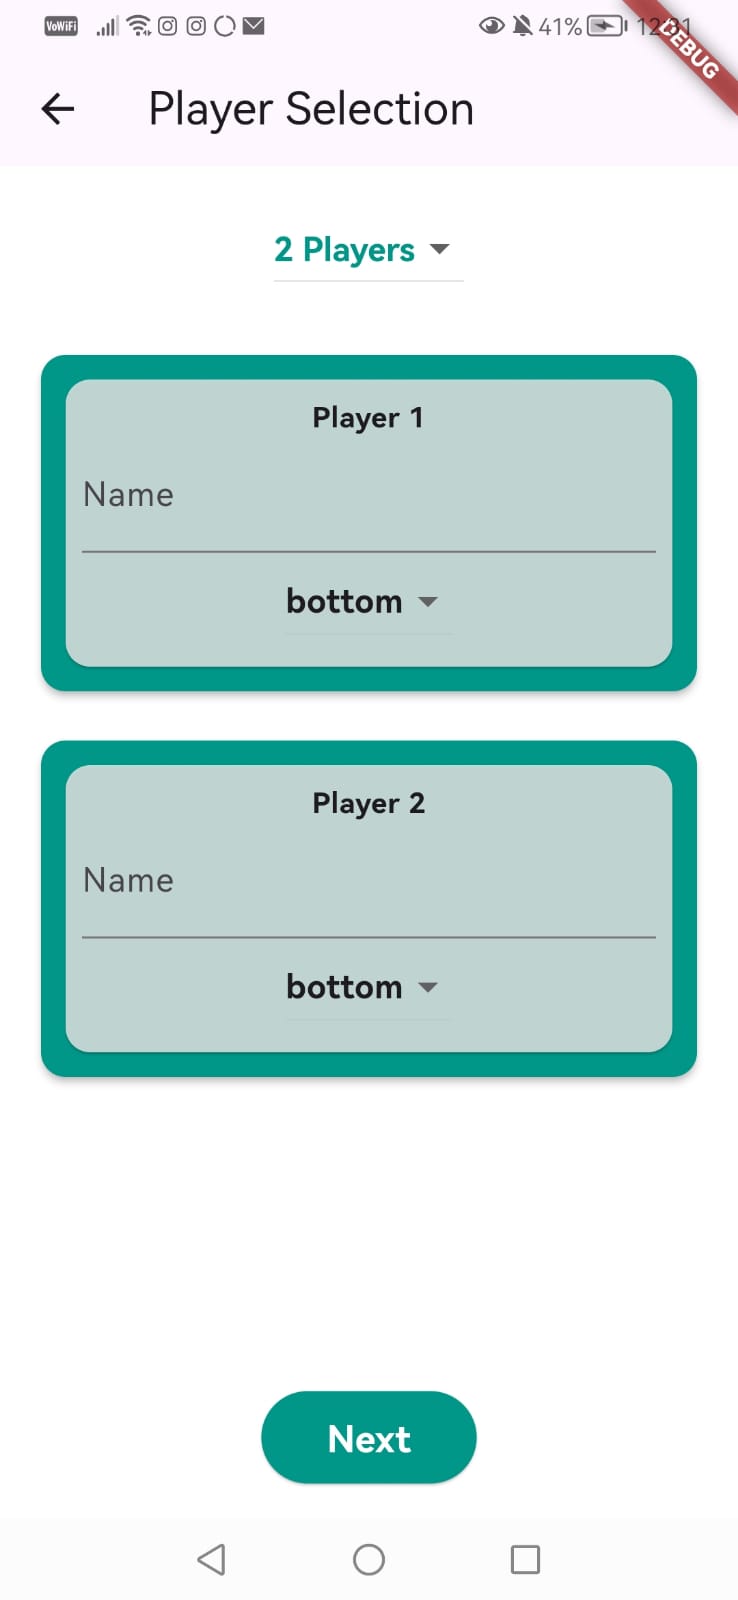 VoWiFi 41%
DEBUG
Player Selection
2 Players
Player 1
Name
bottom
Player 2
Name
bottom
Next